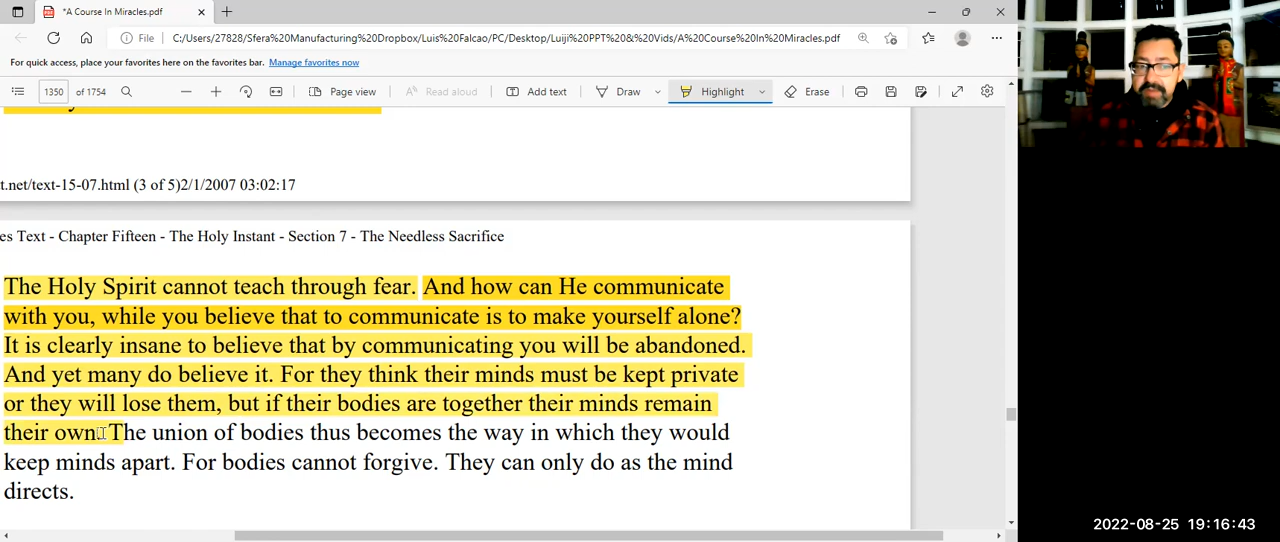 *A Course In Miracles.pdf
File C:/Users/27828/Sfera%20Manufacturing%20Dropbox/Luis%20Falcao/PC/Desktop/Luiji%20PPT%20&%20Vids/A%20Course%20In%20Miracles.pdf
For quick access, place your favorites here on the favorites bar. Manage favorites now
1350 of 1754 Page view Read aloud Add text Draw Highlight Erase
t.net/text-15-07.html (3 of 5)2/1/2007 03:02:17
es Text - Chapter Fifteen - The Holy Instant - Section 7 - The Needless Sacrifice
The Holy Spirit cannot teach through fear. And how can He communicate
with you, while you believe that to communicate is to make yourself alone?
It is clearly insane to believe that by communicating you will be abandoned.
And yet many do believe it. For they think their minds must be kept private
or they will lose them, but if their bodies are together their minds remain
their own. The union of bodies thus becomes the way in which they would
keep minds apart. For bodies cannot forgive. They can only do as the mind
directs.
2022-08-25 19:16:43